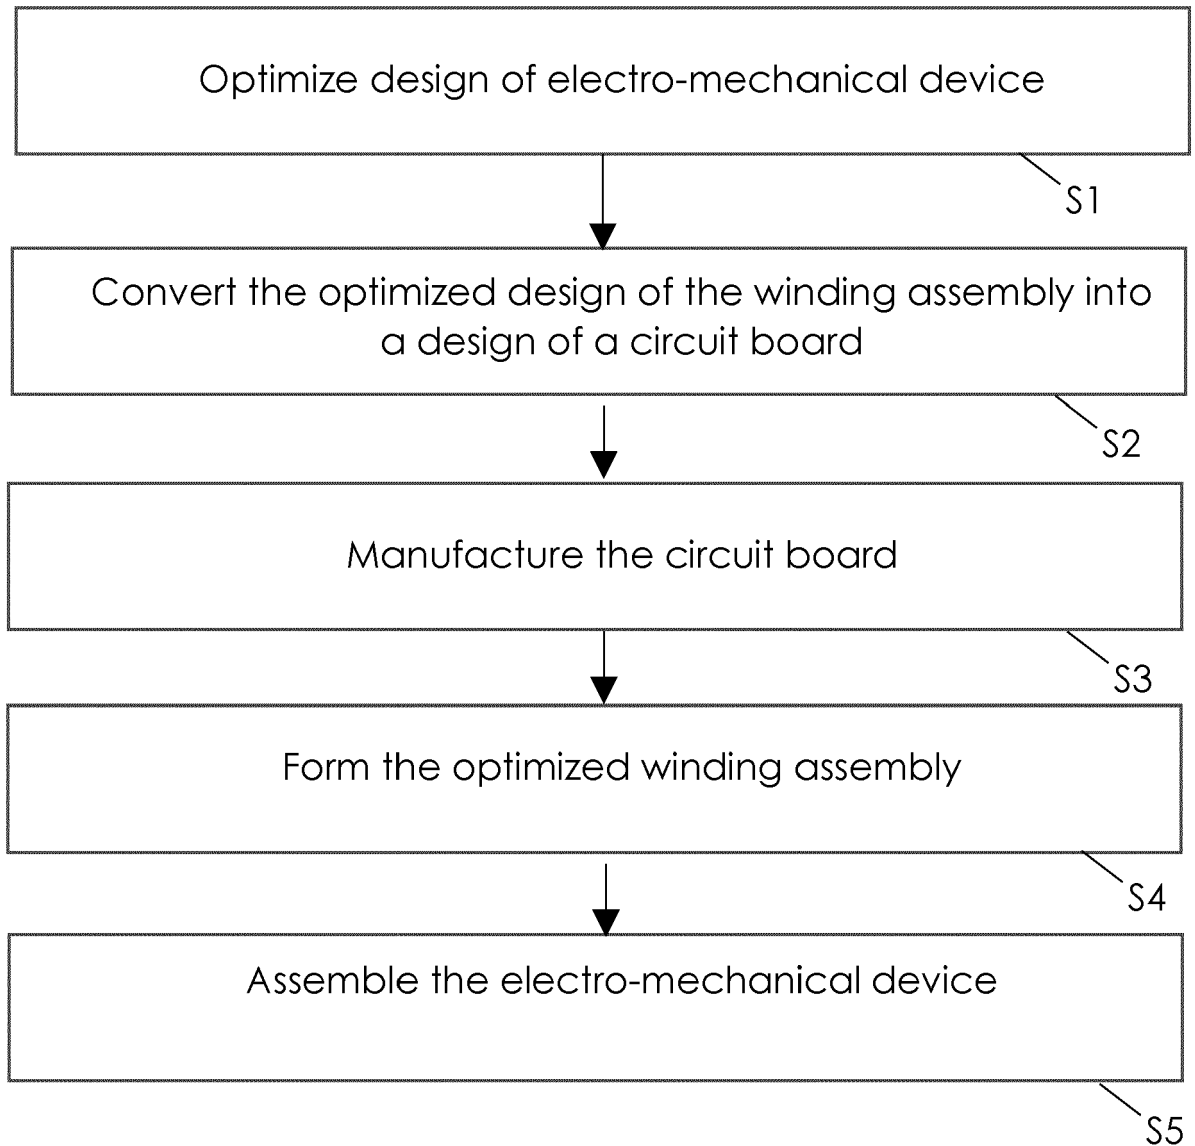 Optimize design of electro-mechanical device
S1
Convert the optimized design of the winding assembly into
a design of a circuit board
S2
Manufacture the circuit board
S3
Form the optimized winding assembly
S4
Assemble the electro-mechanical device
S5